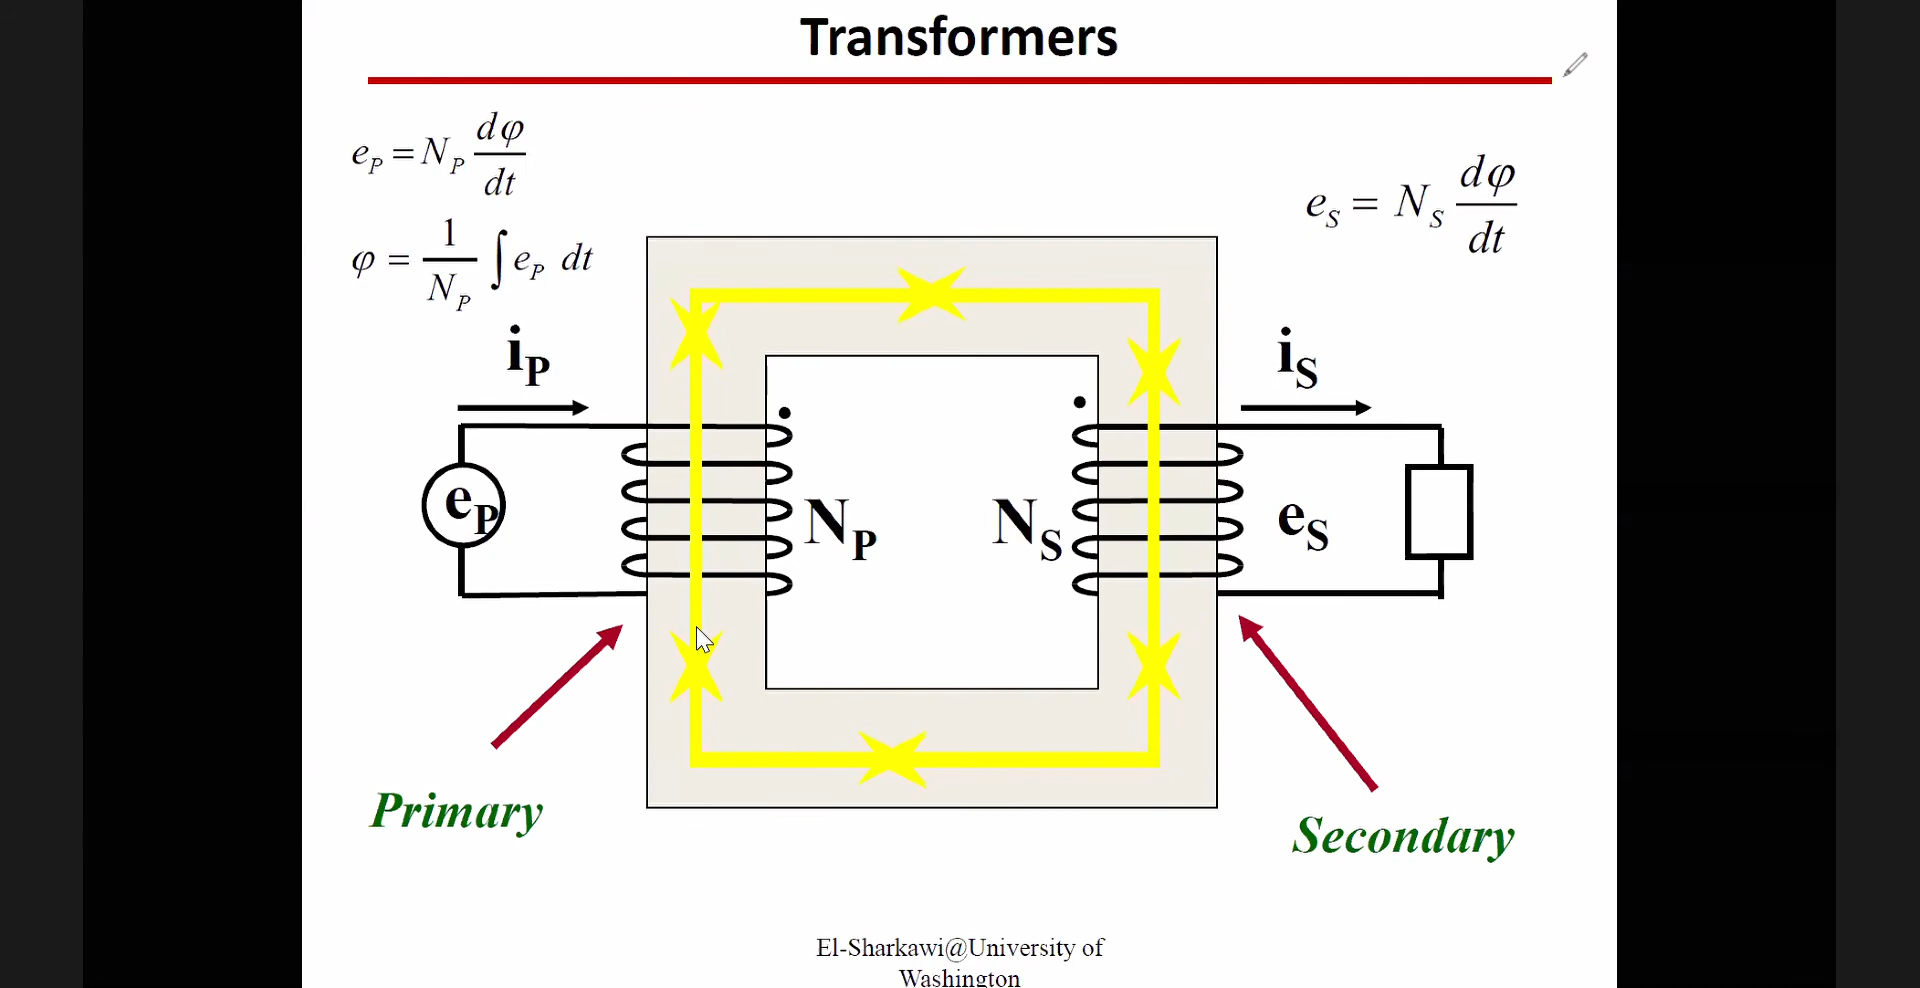 Transformers
e_P = N_P dφ/dt
e_S = N_S dφ/dt
φ = 1/N_P ∫ e_P dt
i_P
i_S
e_P
N_P
N_S
e_S
Primary
Secondary
El-Sharkawi@University of
Washington